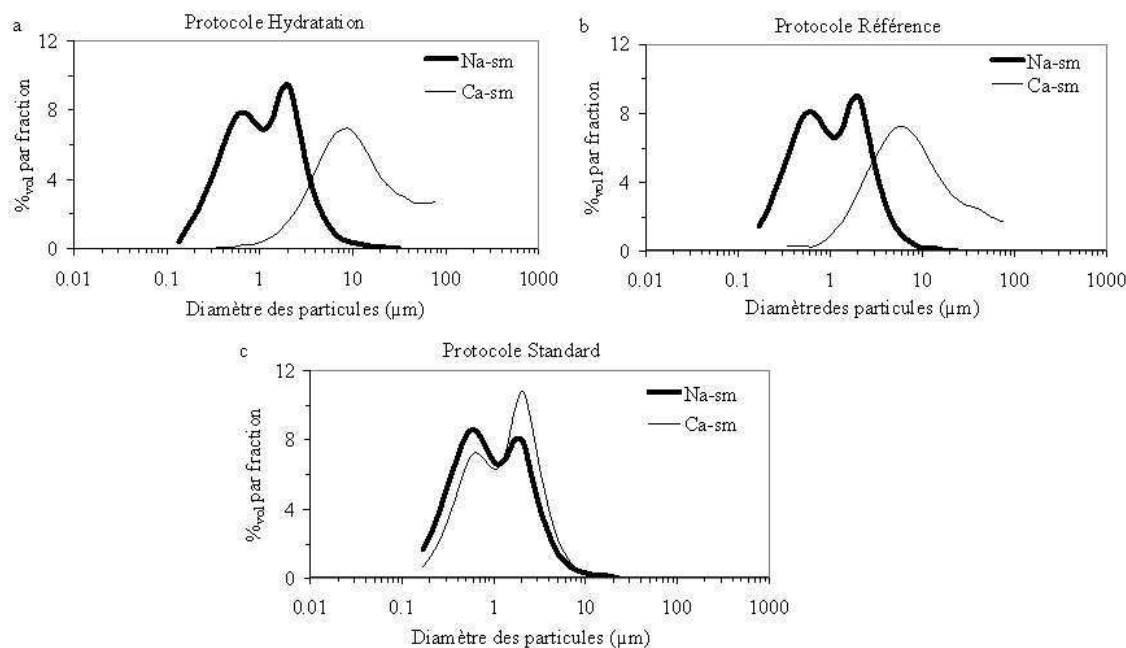 a
Protocole Hydratation
12
8
4
0
%vol par fraction
Na-sm
Ca-sm
0.01 0.1 1 10 100 1000
Diamètre des particules (µm)
b
Protocole Référence
12
8
4
0
%vol par fraction
Na-sm
Ca-sm
0.01 0.1 1 10 100 1000
Diamètredes particules (µm)
c
Protocole Standard
12
8
4
0
%vol par fraction
Na-sm
Ca-sm
0.01 0.1 1 10 100 1000
Diamètre des particules (µm)